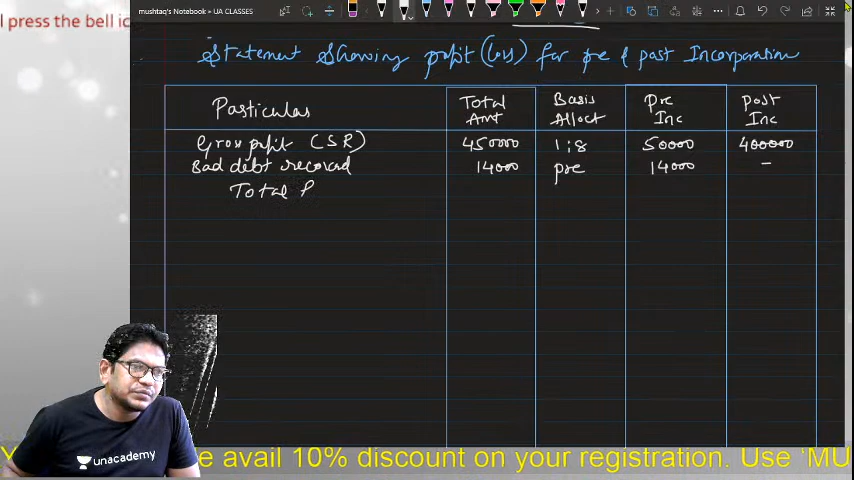 I press the bell ic
mushtaq's Notebook » UA CLASSES
Statement Showing profit (loss) for pre & post Incorporation
Particulars Total Amt Basis Alloct Pre Inc post Inc
Gross profit (SR) 450000 1:8 50000 400000
Bad debt recovered 14000 pre 14000 -
Total P
unacademy
Y e avail 10% discount on your registration. Use 'MU